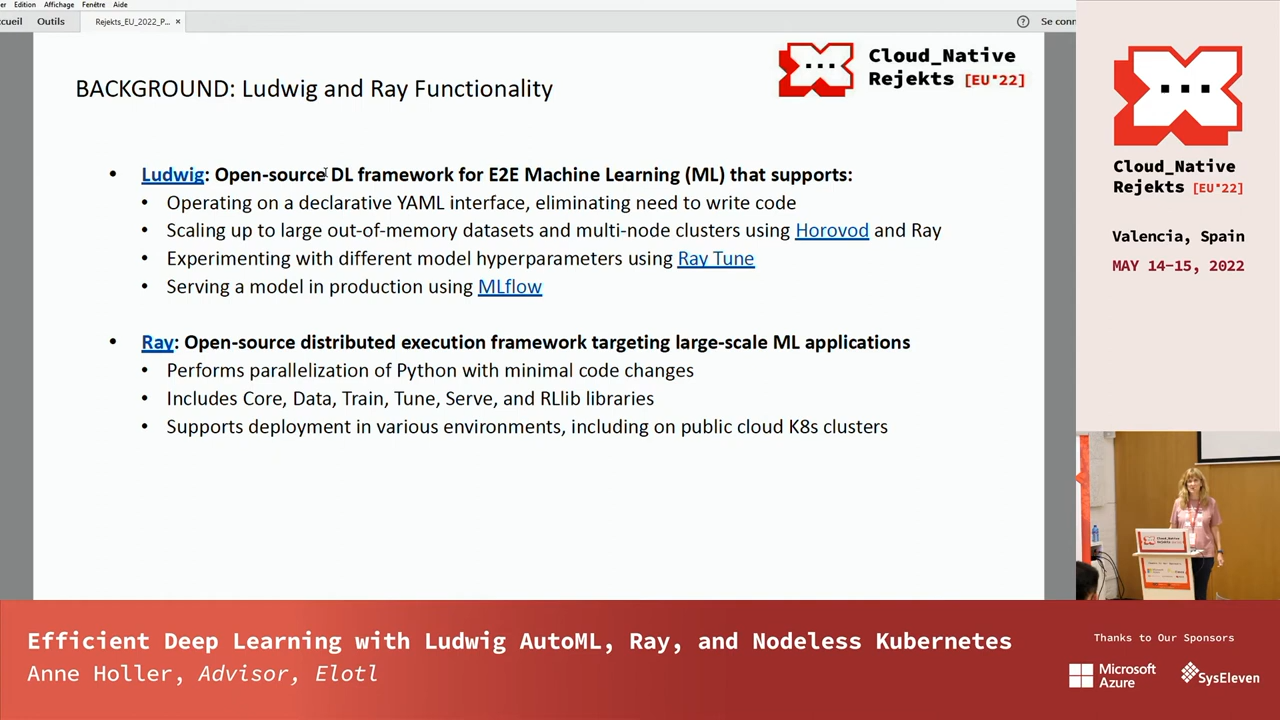 Edition Affichage Fenêtre Aide
Outils
Rejekts_EU_2022_P... ×
Se conn
BACKGROUND: Ludwig and Ray Functionality
Cloud_Native
Rejekts [EU*22]
• Ludwig: Open-source DL framework for E2E Machine Learning (ML) that supports:
• Operating on a declarative YAML interface, eliminating need to write code
• Scaling up to large out-of-memory datasets and multi-node clusters using Horovod and Ray
• Experimenting with different model hyperparameters using Ray Tune
• Serving a model in production using MLflow
• Ray: Open-source distributed execution framework targeting large-scale ML applications
• Performs parallelization of Python with minimal code changes
• Includes Core, Data, Train, Tune, Serve, and RLlib libraries
• Supports deployment in various environments, including on public cloud K8s clusters
Cloud_Native
Rejekts [EU*22]
Valencia, Spain
MAY 14-15, 2022
Efficient Deep Learning with Ludwig AutoML, Ray, and Nodeless Kubernetes
Anne Holler, Advisor, Elotl
Thanks to Our Sponsors
Microsoft
Azure
SysEleven